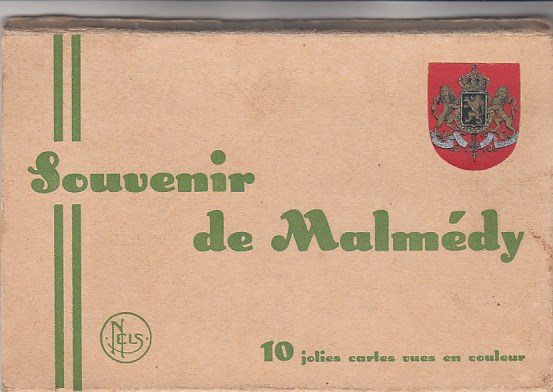 Souvenir
de Malmédy
NELS
10 jolies cartes vues en couleur